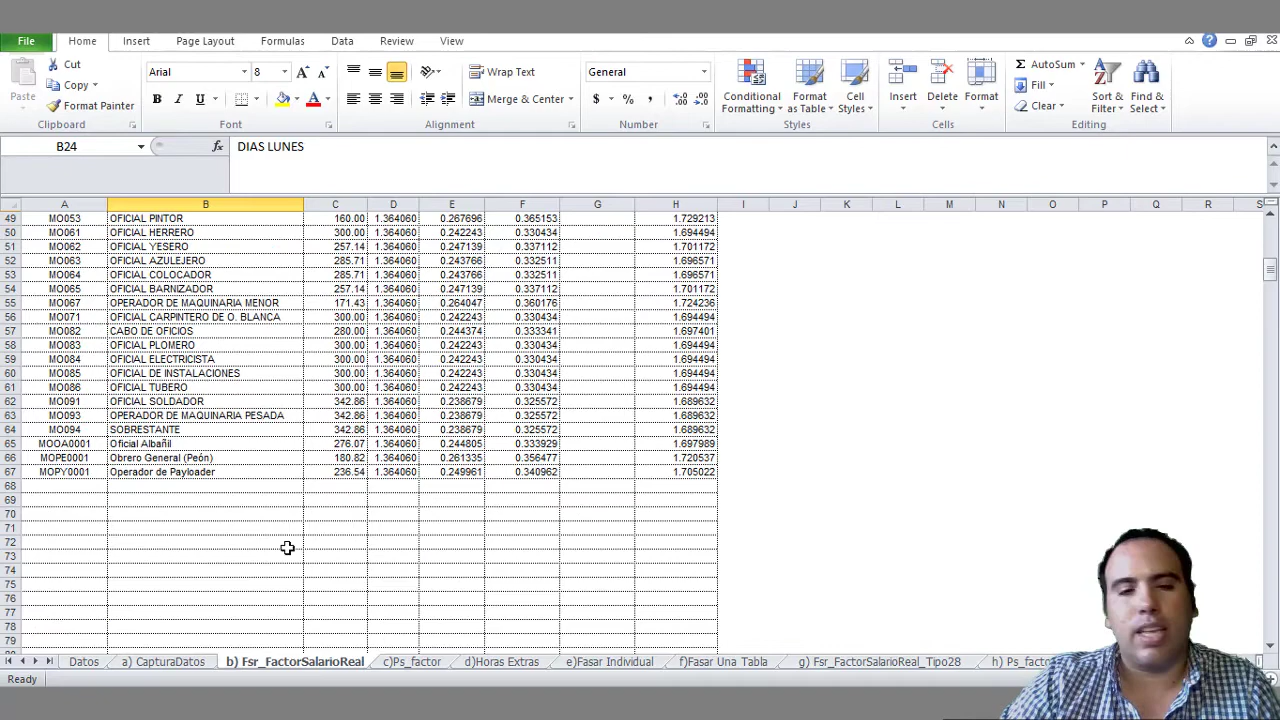 File Home Insert Page Layout Formulas Data Review View
Cut
Copy
Format Painter
Paste
Clipboard
Arial 8
B I U A
Font
Wrap Text
Merge & Center
Alignment
General
$ % ,
Number
Conditional Formatting
Format as Table
Cell Styles
Styles
Insert
Delete
Format
Cells
AutoSum
Fill
Clear
Sort & Filter
Find & Select
Editing
B24 fx DIAS LUNES
A B C D E F G H I J K L M N O P Q R S
49 MO053 OFICIAL PINTOR 160.00 1.364060 0.267696 0.365153 1.729213
50 MO061 OFICIAL HERRERO 300.00 1.364060 0.242243 0.330434 1.694494
51 MO062 OFICIAL YESERO 257.14 1.364060 0.247139 0.337112 1.701172
52 MO063 OFICIAL AZULEJERO 285.71 1.364060 0.243766 0.332511 1.696571
53 MO064 OFICIAL COLOCADOR 285.71 1.364060 0.243766 0.332511 1.696571
54 MO065 OFICIAL BARNIZADOR 257.14 1.364060 0.247139 0.337112 1.701172
55 MO067 OPERADOR DE MAQUINARIA MENOR 171.43 1.364060 0.264047 0.360176 1.724236
56 MO071 OFICIAL CARPINTERO DE O. BLANCA 300.00 1.364060 0.242243 0.330434 1.694494
57 MO082 CABO DE OFICIOS 280.00 1.364060 0.244374 0.333341 1.697401
58 MO083 OFICIAL PLOMERO 300.00 1.364060 0.242243 0.330434 1.694494
59 MO084 OFICIAL ELECTRICISTA 300.00 1.364060 0.242243 0.330434 1.694494
60 MO085 OFICIAL DE INSTALACIONES 300.00 1.364060 0.242243 0.330434 1.694494
61 MO086 OFICIAL TUBERO 300.00 1.364060 0.242243 0.330434 1.694494
62 MO091 OFICIAL SOLDADOR 342.86 1.364060 0.238679 0.325572 1.689632
63 MO093 OPERADOR DE MAQUINARIA PESADA 342.86 1.364060 0.238679 0.325572 1.689632
64 MO094 SOBRESTANTE 342.86 1.364060 0.238679 0.325572 1.689632
65 MOOA0001 Oficial Albañil 276.07 1.364060 0.244805 0.333929 1.697989
66 MOPE0001 Obrero General (Peón) 180.82 1.364060 0.261335 0.356477 1.720537
67 MOPY0001 Operador de Payloader 236.54 1.364060 0.249961 0.340962 1.705022
68
69
70
71
72
73
74
75
76
77
78
79
Datos a) CapturaDatos b) Fsr_FactorSalarioReal c)Ps_factor d)Horas Extras e)Fasar Individual f)Fasar Una Tabla g) Fsr_FactorSalarioReal_Tipo28 h) Ps_fact
Ready